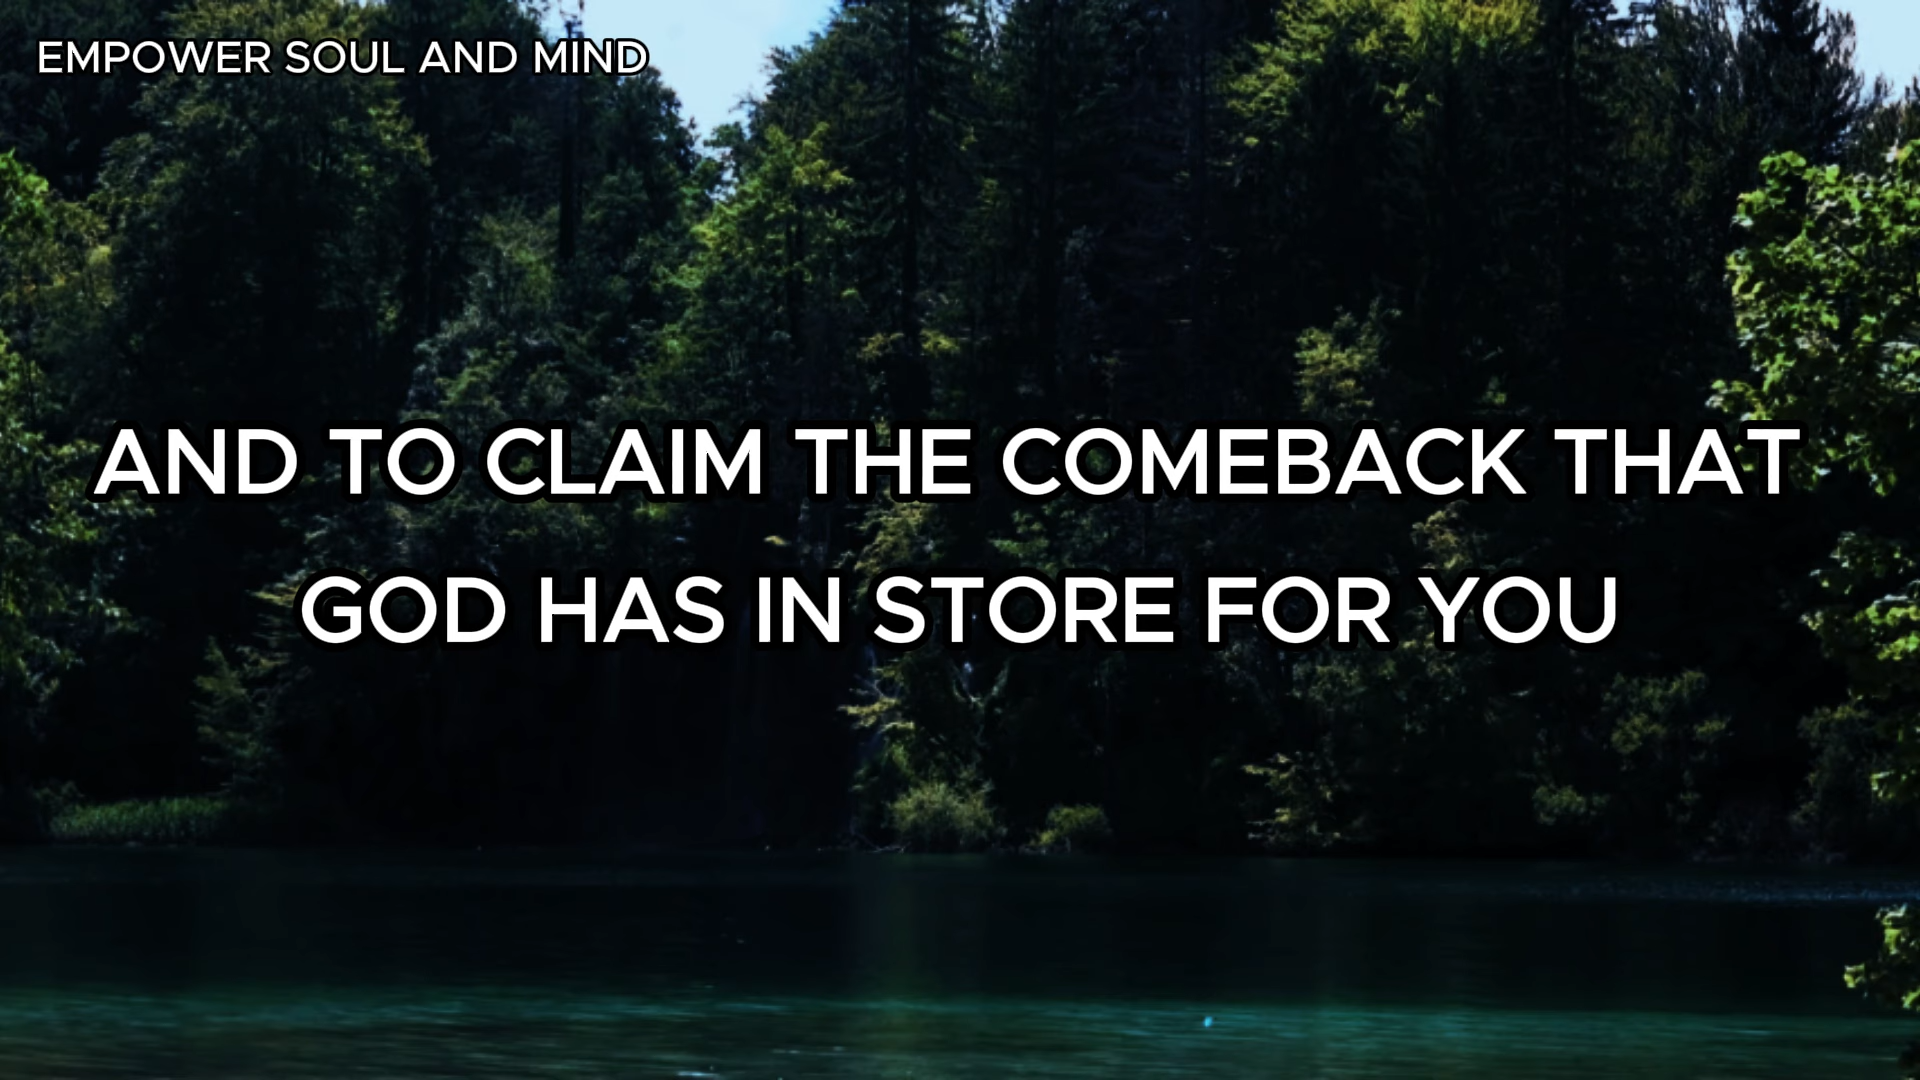 EMPOWER SOUL AND MIND
AND TO CLAIM THE COMEBACK THAT
GOD HAS IN STORE FOR YOU